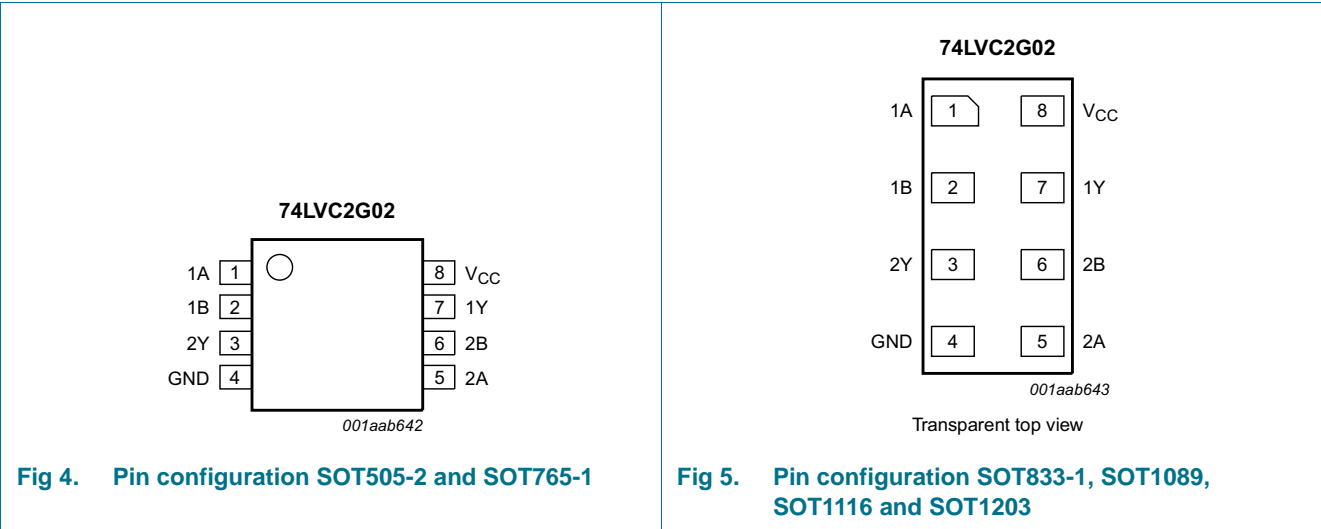 74LVC2G02
1A 1 8 VCC
1B 2 7 1Y
2Y 3 6 2B
GND 4 5 2A
001aab642
Fig 4. Pin configuration SOT505-2 and SOT765-1
74LVC2G02
1A 1 8 VCC
1B 2 7 1Y
2Y 3 6 2B
GND 4 5 2A
001aab643
Transparent top view
Fig 5. Pin configuration SOT833-1, SOT1089,
SOT1116 and SOT1203